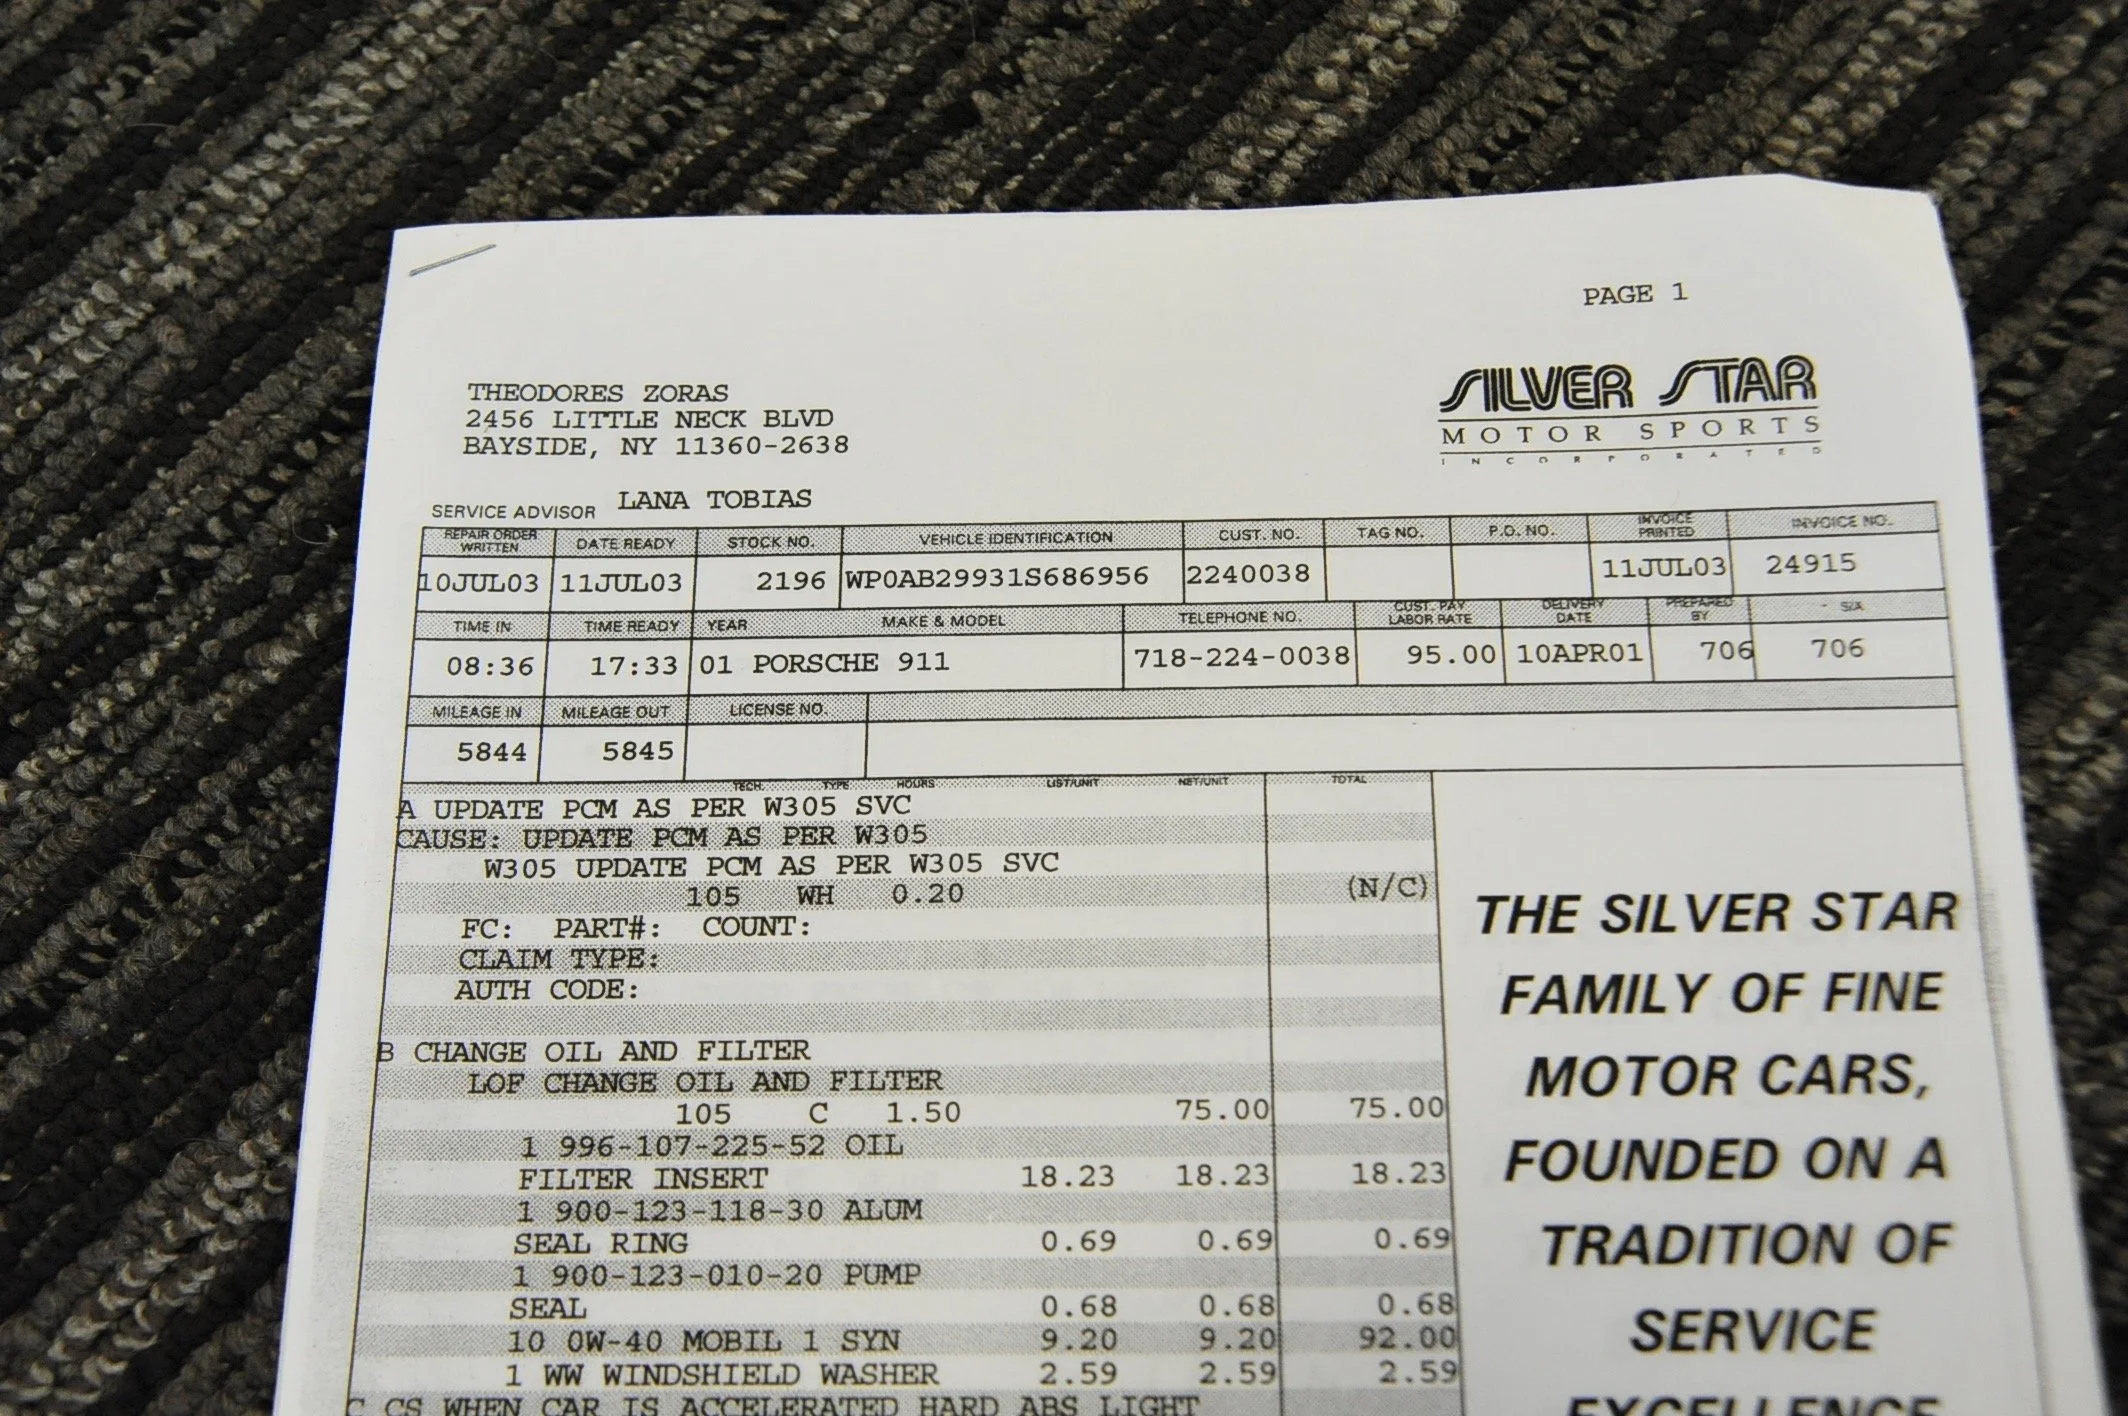 PAGE 1
SILVER STAR
MOTOR SPORTS
INCORPORATED
THEODORES ZORAS
2456 LITTLE NECK BLVD
BAYSIDE, NY 11360-2638
SERVICE ADVISOR LANA TOBIAS
REPAIR ORDER WRITTEN DATE READY STOCK NO. VEHICLE IDENTIFICATION CUST. NO. TAG NO. P.O. NO. INVOICE PRINTED INVOICE NO.
10JUL03 11JUL03 2196 WP0AB29931S686956 2240038 11JUL03 24915
TIME IN TIME READY YEAR MAKE & MODEL TELEPHONE NO. CUST. PAY LABOR RATE DELIVERY DATE PREPARED BY S/A
08:36 17:33 01 PORSCHE 911 718-224-0038 95.00 10APR01 706 706
MILEAGE IN MILEAGE OUT LICENSE NO.
5844 5845
TECH. TYPE HOURS LIST/UNIT NET/UNIT TOTAL
A UPDATE PCM AS PER W305 SVC
CAUSE: UPDATE PCM AS PER W305
W305 UPDATE PCM AS PER W305 SVC
105 WH 0.20 (N/C)
FC: PART#: COUNT:
CLAIM TYPE:
AUTH CODE:
B CHANGE OIL AND FILTER
LOF CHANGE OIL AND FILTER
105 C 1.50 75.00 75.00
1 996-107-225-52 OIL
FILTER INSERT 18.23 18.23 18.23
1 900-123-118-30 ALUM
SEAL RING 0.69 0.69 0.69
1 900-123-010-20 PUMP
SEAL 0.68 0.68 0.68
10 0W-40 MOBIL 1 SYN 9.20 9.20 92.00
1 WW WINDSHIELD WASHER 2.59 2.59 2.59
C CS WHEN CAR IS ACCELERATED HARD ABS LIGHT
THE SILVER STAR
FAMILY OF FINE
MOTOR CARS,
FOUNDED ON A
TRADITION OF
SERVICE
EXCELLENCE